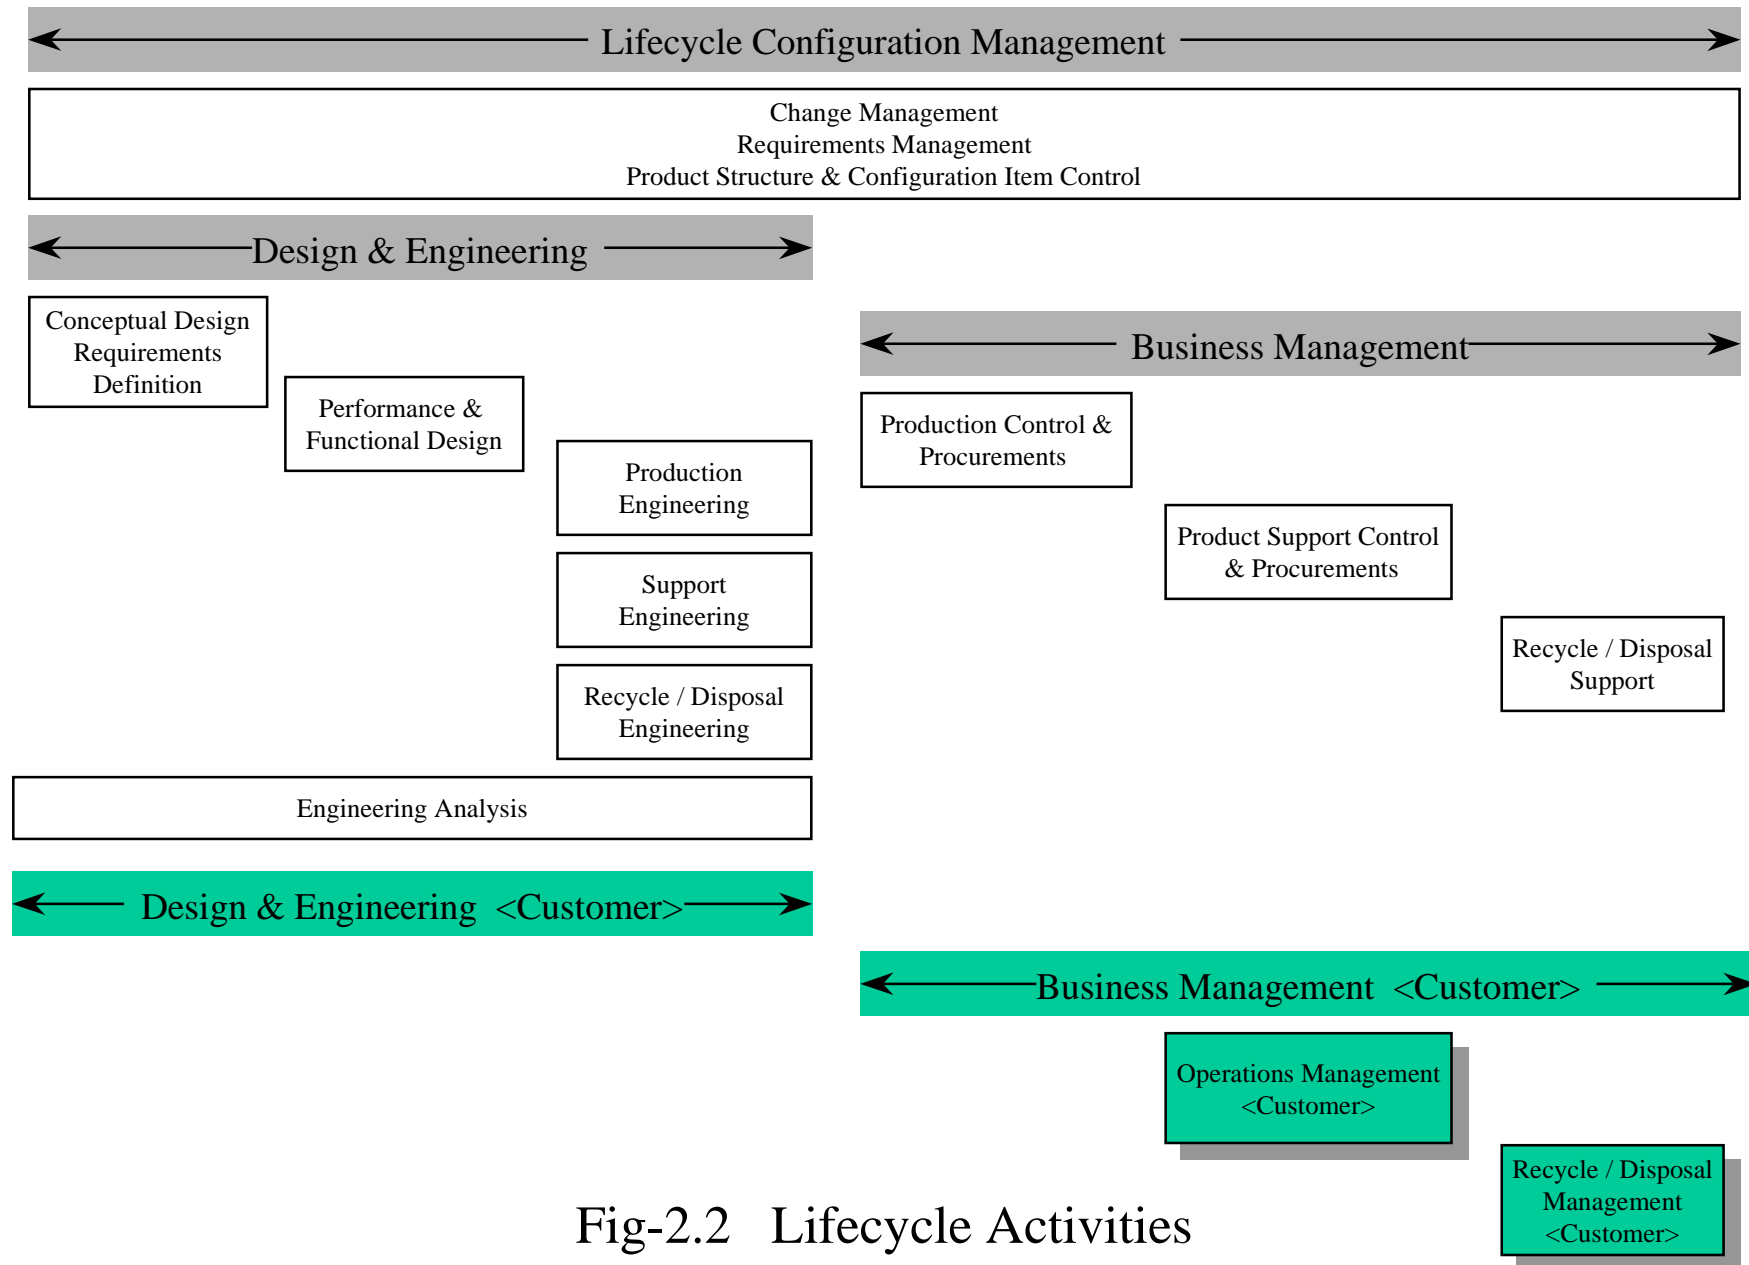 Lifecycle Configuration Management
Change Management
Requirements Management
Product Structure & Configuration Item Control
Design & Engineering
Conceptual Design
Requirements
Definition
Performance &
Functional Design
Production
Engineering
Support
Engineering
Recycle / Disposal
Engineering
Engineering Analysis
Business Management
Production Control &
Procurements
Product Support Control
& Procurements
Recycle / Disposal
Support
Design & Engineering <Customer>
Business Management <Customer>
Operations Management
<Customer>
Recycle / Disposal
Management
<Customer>
Fig-2.2 Lifecycle Activities